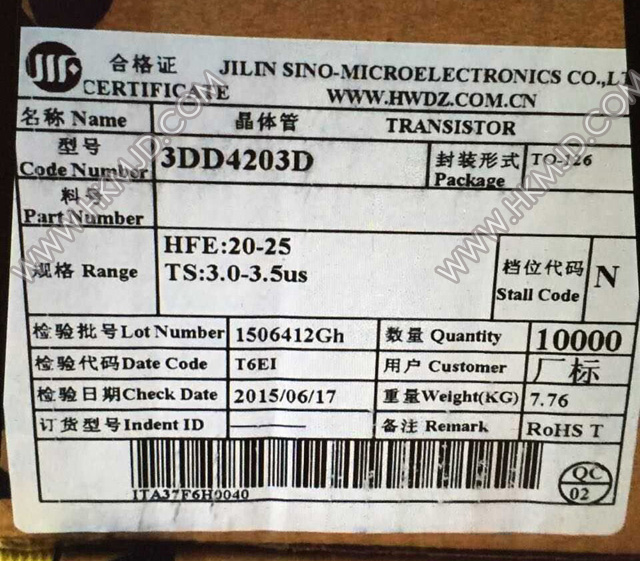 合格证 JILIN SINO-MICROELECTRONICS CO.,LT
CERTIFICATE WWW.HWDZ.COM.CN
名称 Name 晶体管 TRANSISTOR
型号 Code Number 3DD4203D 封装形式 Package TO-126
料号 Part Number
规格 Range HFE:20-25
TS:3.0-3.5us 档位代码 Stall Code N
检验批号 Lot Number 1506412Gh 数量 Quantity 10000
检验代码 Date Code T6EI 用户 Customer 厂标
检验日期 Check Date 2015/06/17 重量 Weight(KG) 7.76
订货型号 Indent ID ——— 备注 Remark RoHS T
ITA37F6H0040
QC
02
WWW.HKMJD.COM
WWW.HKMJD.COM